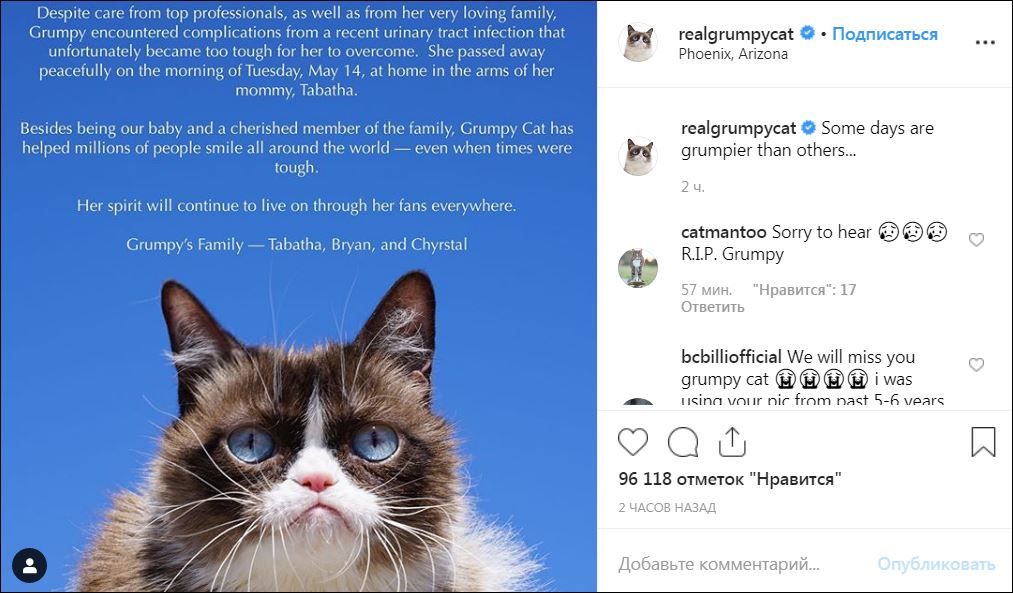 Despite care from top professionals, as well as from her very loving family,
Grumpy encountered complications from a recent urinary tract infection that
unfortunately became too tough for her to overcome.  She passed away
peacefully on the morning of Tuesday, May 14, at home in the arms of her
mommy, Tabatha.
Besides being our baby and a cherished member of the family, Grumpy Cat has
helped millions of people smile all around the world — even when times were
tough.
Her spirit will continue to live on through her fans everywhere.
Grumpy's Family — Tabatha, Bryan, and Chyrstal
realgrumpycat • Подписаться
Phoenix, Arizona
realgrumpycat Some days are
grumpier than others...
2 ч.
catmantoo Sorry to hear 😥😥😥
R.I.P. Grumpy
57 мин. "Нравится": 17
Ответить
bcbilliofficial We will miss you
grumpy cat 😭😭😭😭 i was
using your pic from past 5-6 years
96 118 отметок "Нравится"
2 ЧАСОВ НАЗАД
Добавьте комментарий... Опубликовать